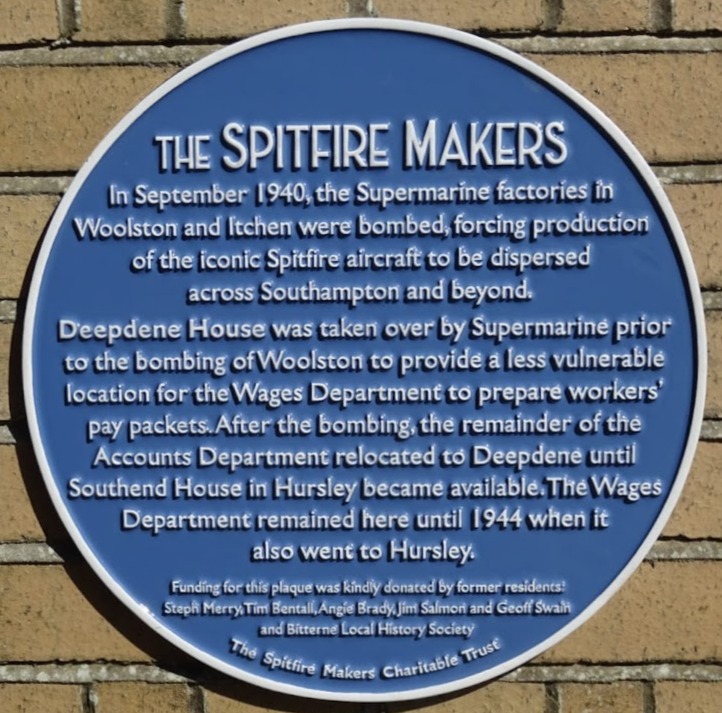 THE SPITFIRE MAKERS
In September 1940, the Supermarine factories in
Woolston and Itchen were bombed, forcing production
of the iconic Spitfire aircraft to be dispersed
across Southampton and beyond.
Deepdene House was taken over by Supermarine prior
to the bombing of Woolston to provide a less vulnerable
location for the Wages Department to prepare workers'
pay packets. After the bombing, the remainder of the
Accounts Department relocated to Deepdene until
Southend House in Hursley became available. The Wages
Department remained here until 1944 when it
also went to Hursley.
Funding for this plaque was kindly donated by former residents:
Steph Merry, Tim Bentall, Angie Brady, Jim Salmon and Geoff Swain
and Bitterne Local History Society
The Spitfire Makers Charitable Trust